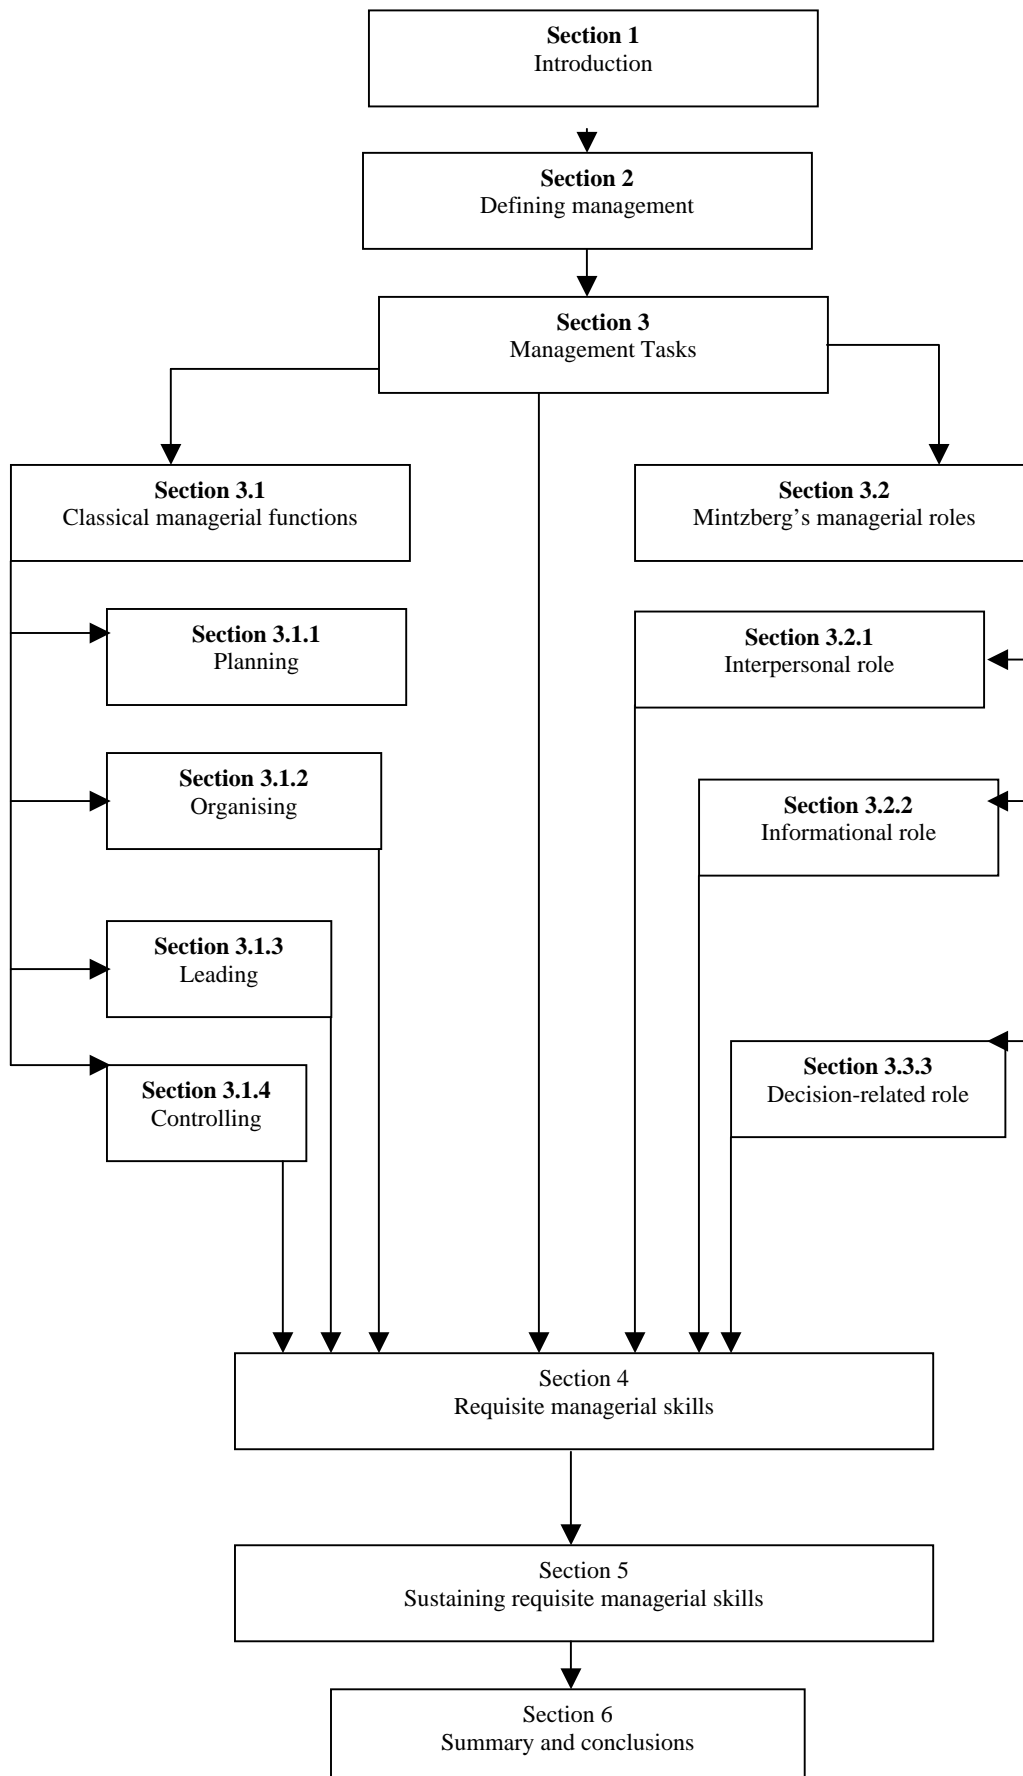 Section 1
Introduction
Section 2
Defining management
Section 3
Management Tasks
Section 3.1
Classical managerial functions
Section 3.2
Mintzberg’s managerial roles
Section 3.1.1
Planning
Section 3.2.1
Interpersonal role
Section 3.1.2
Organising
Section 3.2.2
Informational role
Section 3.1.3
Leading
Section 3.1.4
Controlling
Section 3.3.3
Decision-related role
Section 4
Requisite managerial skills
Section 5
Sustaining requisite managerial skills
Section 6
Summary and conclusions